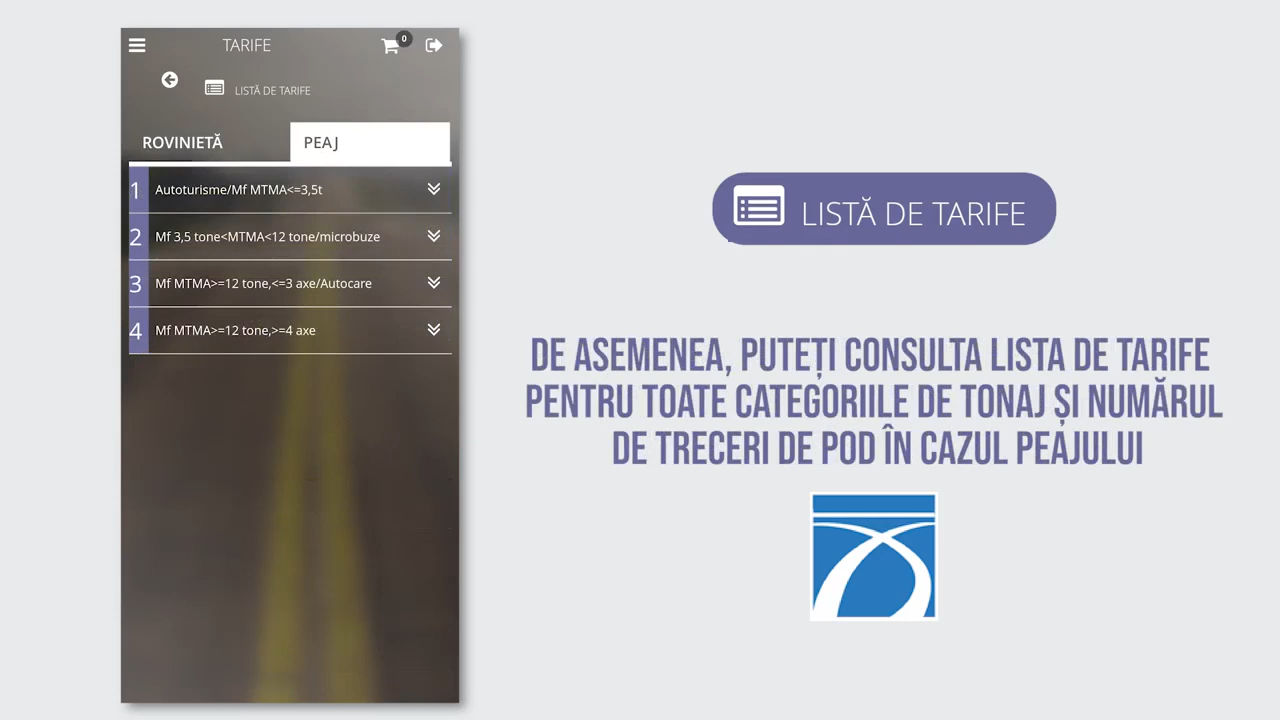 TARIFE
0
LISTĂ DE TARIFE
ROVINIETĂ
PEAJ
1 Autoturisme/Mf MTMA<=3,5t
2 Mf 3,5 tone<MTMA<12 tone/microbuze
3 Mf MTMA>=12 tone,<=3 axe/Autocare
4 Mf MTMA>=12 tone,>=4 axe
LISTĂ DE TARIFE
DE ASEMENEA, PUTEȚI CONSULTA LISTA DE TARIFE
PENTRU TOATE CATEGORIILE DE TONAJ ȘI NUMĂRUL
DE TRECERI DE POD ÎN CAZUL PEAJULUI